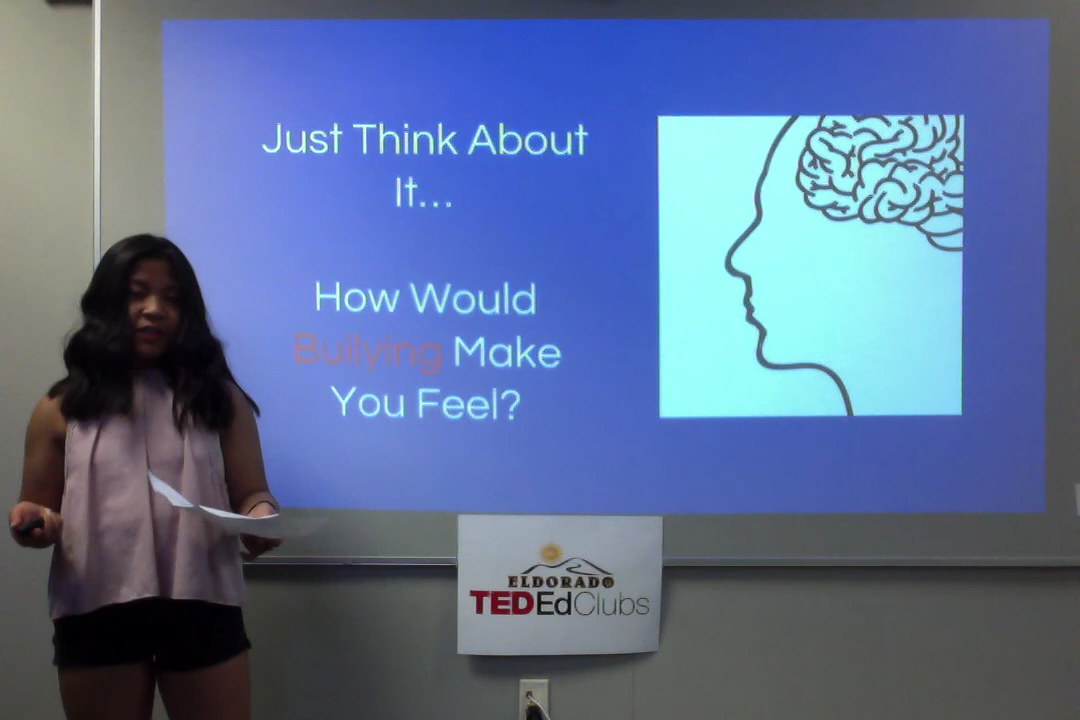 Just Think About
It...
How Would
Bullying Make
You Feel?
ELDORADO
TEDEdClubs